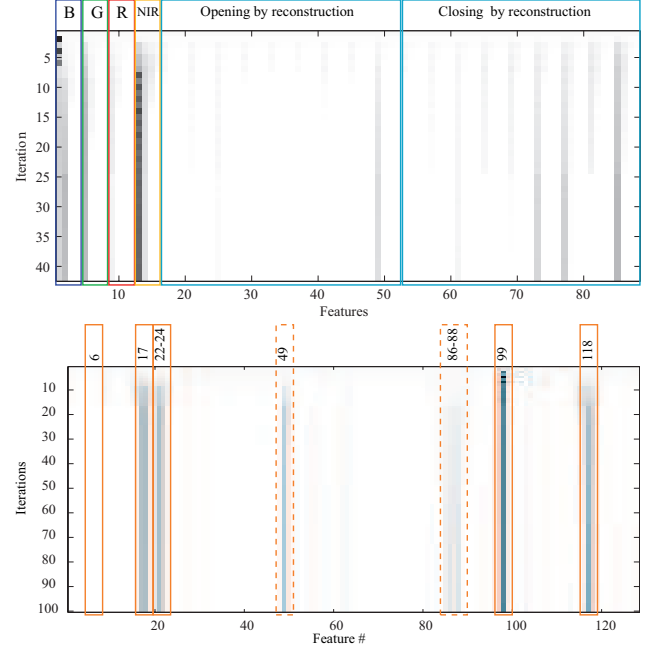 B G R NIR Opening by reconstruction Closing by reconstruction
5
10
15
20
25
30
35
40
Iteration
10 20 30 40 50 60 70 80
Features
6 17 22-24 49 86-88 99 118
10
20
30
40
50
60
70
80
90
100
Iterations
20 40 60 80 100 120
Feature #